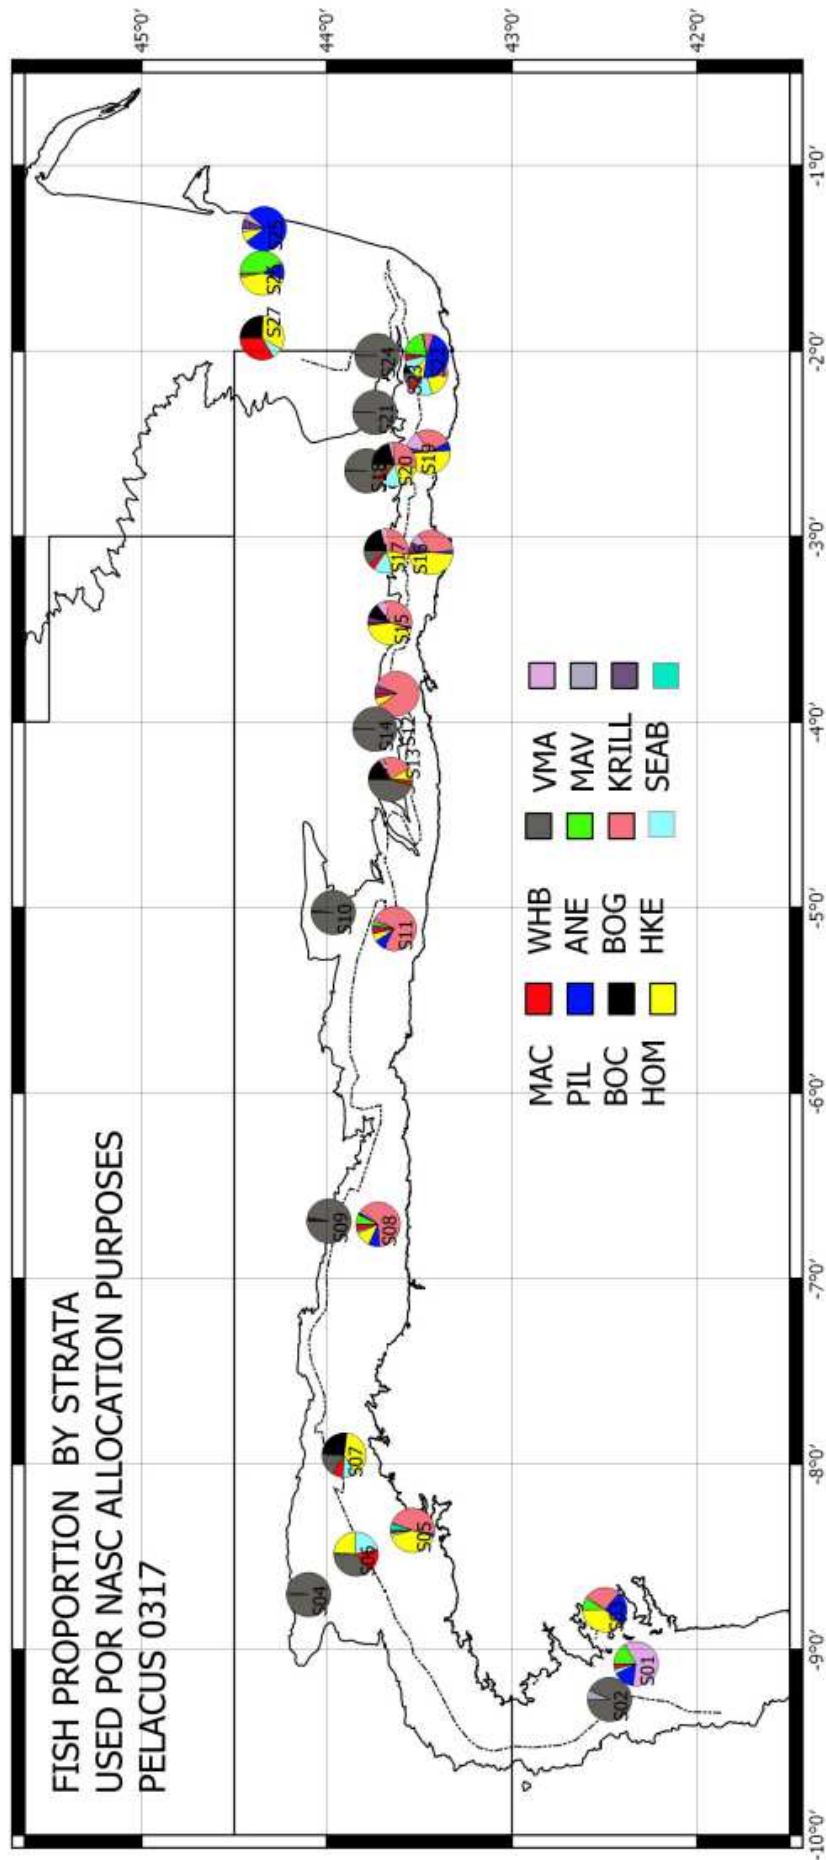 FISH PROPORTION BY STRATA
USED POR NASC ALLOCATION PURPOSES
PELACUS 0317
45°0'
44°0'
43°0'
42°0'
-10°0'
-9°0'
-8°0'
-7°0'
-6°0'
-5°0'
-4°0'
-3°0'
-2°0'
-1°0'
S01
S02
S04
S05
S06
S07
S08
S09
S10
S11
S12
S13
S14
S15
S16
S17
S18
S19
S20
S21
S23
S24
S25
S26
S27
MAC WHB VMA
PIL ANE MAV
BOC BOG KRILL
HOM HKE SEAB